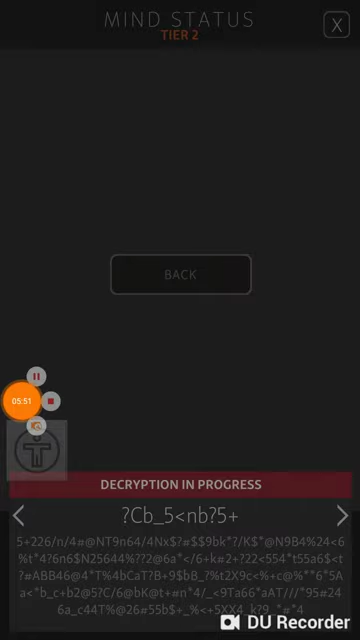 MIND STATUS
X
TIER 2
BACK
05:51
DECRYPTION IN PROGRESS
?Cb_5<nb?5+
5+226/n/4#@NT9n64/4Nx$?#$$9bk*?/K$*@N9B4%24<6
%t*4?6n6$N25644%??2@6a*</6+k#2+?22<554*t55a6$<t
?#ABB46@4*T%4bCaT?B+9$bB_?%t2X9c<%+c@%**6*5A
a<*b_c+b2@5?C/6@bK@t+#n*4/_<9Ta66*aAT///*95#24
6a_c44T%@26#55b$+_%<+5XX4_k?9_*#*4
DU Recorder